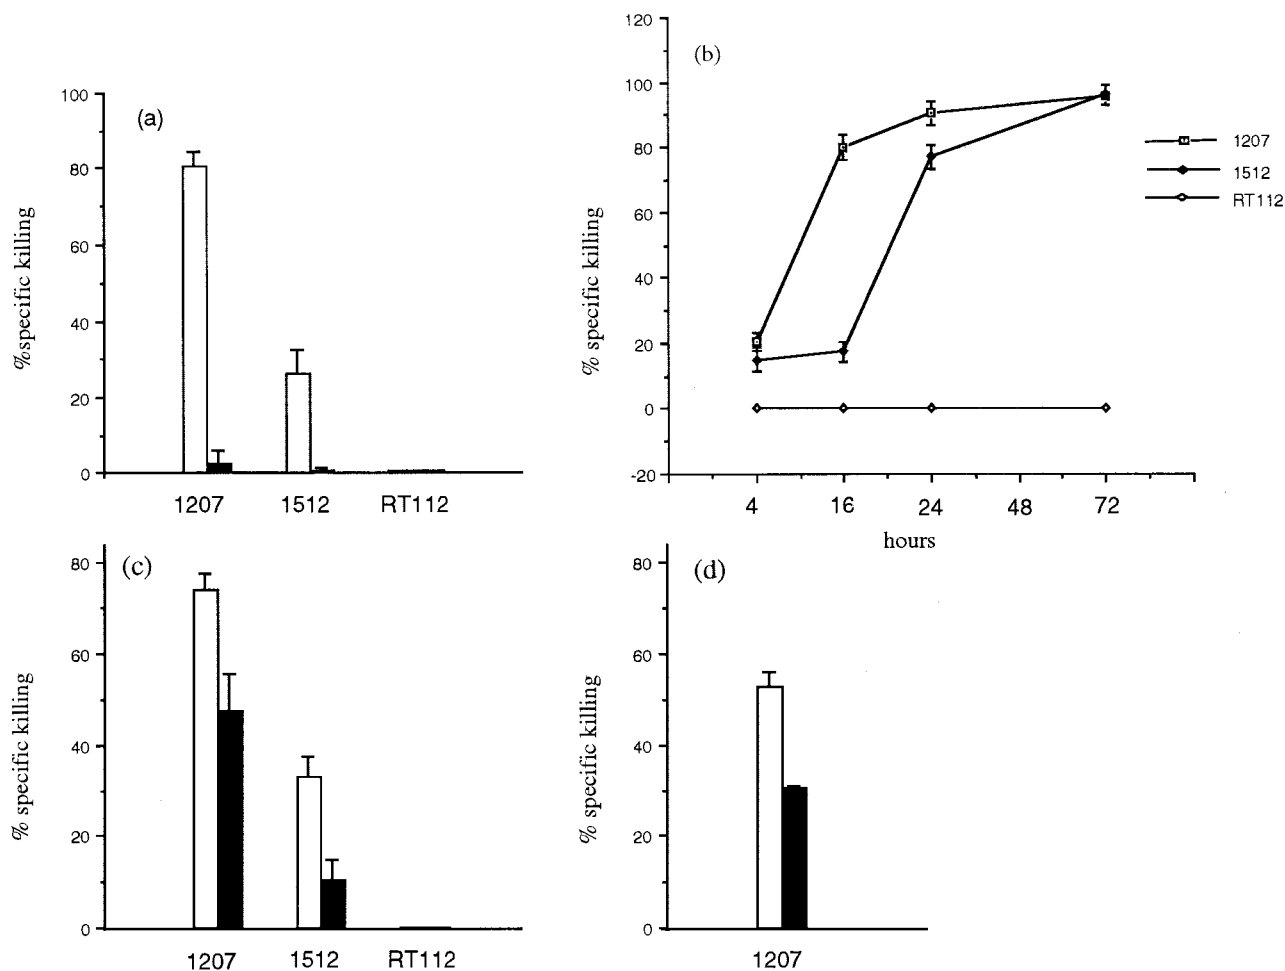 (a)
100
80
60
40
20
0
%specific killing
1207 1512 RT112
(b)
120
100
80
60
40
20
0
-20
% specific killing
4 16 24 48 72
hours
1207
1512
RT112
(c)
80
60
40
20
0
% specific killing
1207 1512 RT112
(d)
80
60
40
20
0
% specific killing
1207